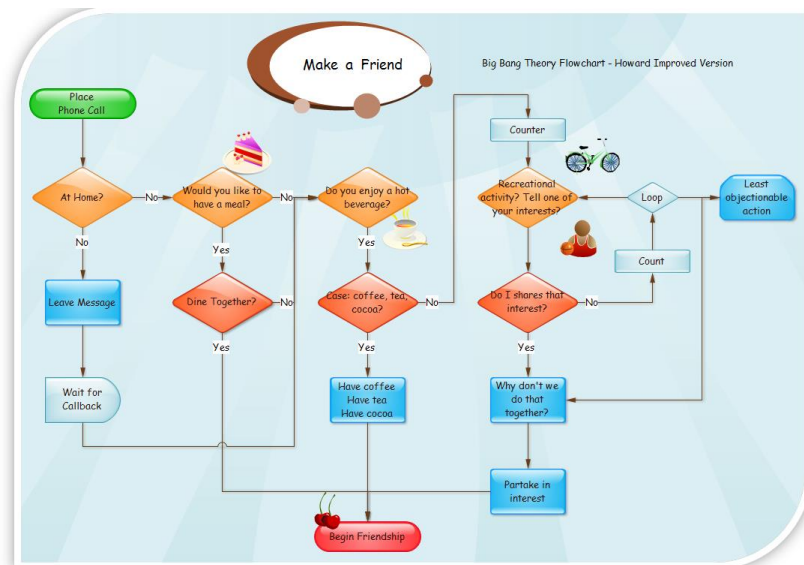 Make a Friend
Big Bang Theory Flowchart - Howard Improved Version
Place
Phone Call
Counter
At Home?
No
Would you like to
have a meal?
No
Do you enjoy a hot
beverage?
Recreational
activity? Tell one of
your interests?
Loop
Least
objectionable
action
No
Yes
Yes
Count
Leave Message
Dine Together?
No
Case: coffee, tea,
cocoa?
No
Do I shares that
interest?
No
Yes
Yes
Yes
Wait for
Callback
Have coffee
Have tea
Have cocoa
Why don't we
do that
together?
Partake in
interest
Begin Friendship